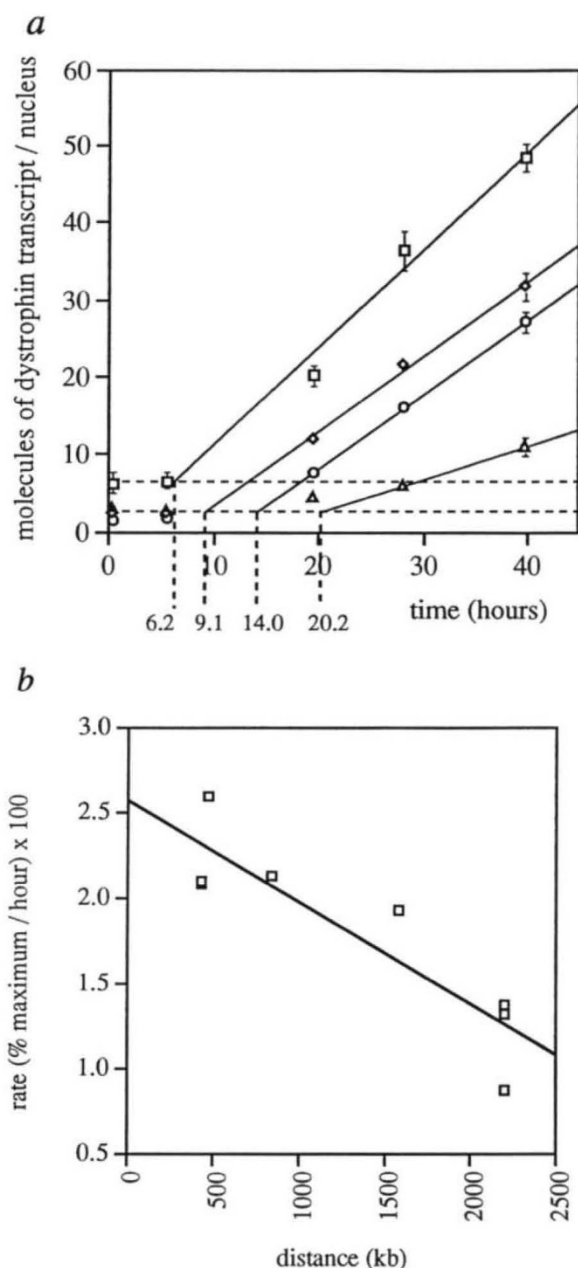 a
molecules of dystrophin transcript / nucleus
60
50
40
30
20
10
0
0 10 20 30 40
6.2 9.1 14.0 20.2
time (hours)
b
rate (% maximum / hour) x 100
3.0
2.5
2.0
1.5
1.0
0.5
0 500 1000 1500 2000 2500
distance (kb)